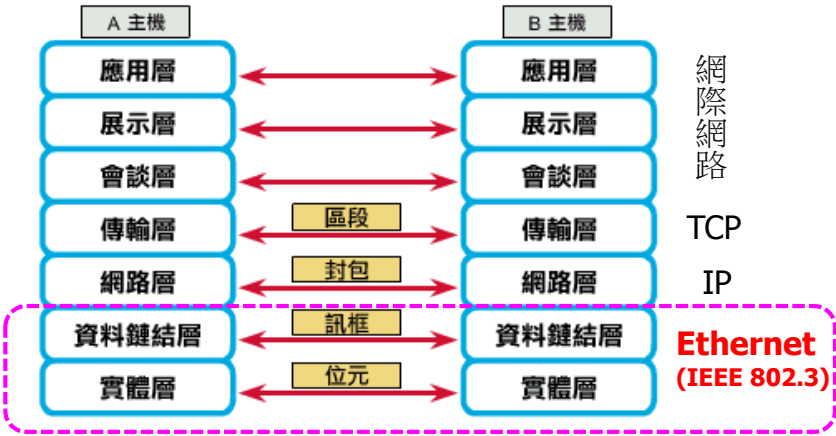 A 主機
B 主機
應用層
應用層
展示層
展示層
會談層
會談層
網際網路
傳輸層
區段
傳輸層
TCP
網路層
封包
網路層
IP
資料鏈結層
訊框
資料鏈結層
Ethernet
(IEEE 802.3)
實體層
位元
實體層